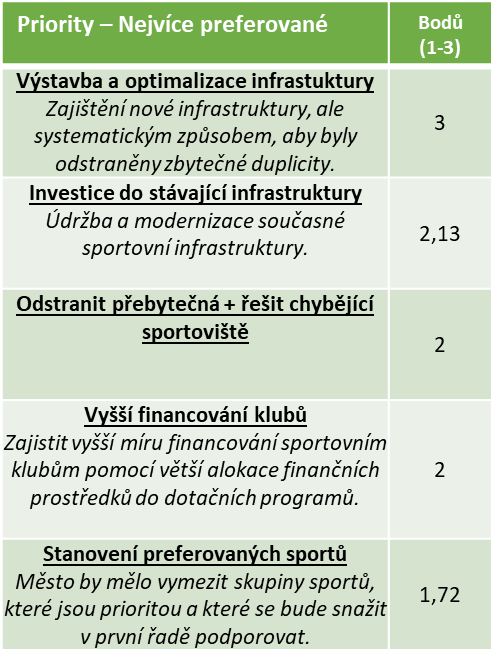 Priority – Nejvíce preferované
Bodů
(1-3)
Výstavba a optimalizace infrastuktury
Zajištění nové infrastruktury, ale
systematickým způsobem, aby byly
odstraněny zbytečné duplicity.
3
Investice do stávající infrastruktury
Údržba a modernizace současné
sportovní infrastruktury.
2,13
Odstranit přebytečná + řešit chybějící
sportoviště
2
Vyšší financování klubů
Zajistit vyšší míru financování sportovním
klubům pomocí větší alokace finančních
prostředků do dotačních programů.
2
Stanovení preferovaných sportů
Město by mělo vymezit skupiny sportů,
které jsou prioritou a které se bude snažit
v první řadě podporovat.
1,72